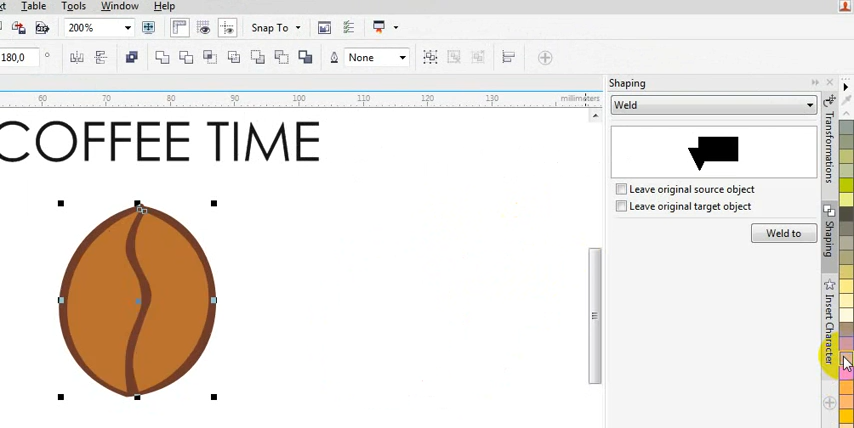 t Tools Window Help
200% Snap To
180,0 ° None
Shaping
60 70 80 90 100 110 120 130 millimeters
Weld
COFFEE TIME
Leave original source object
Leave original target object
Weld to
Transformations
Shaping
Insert Character